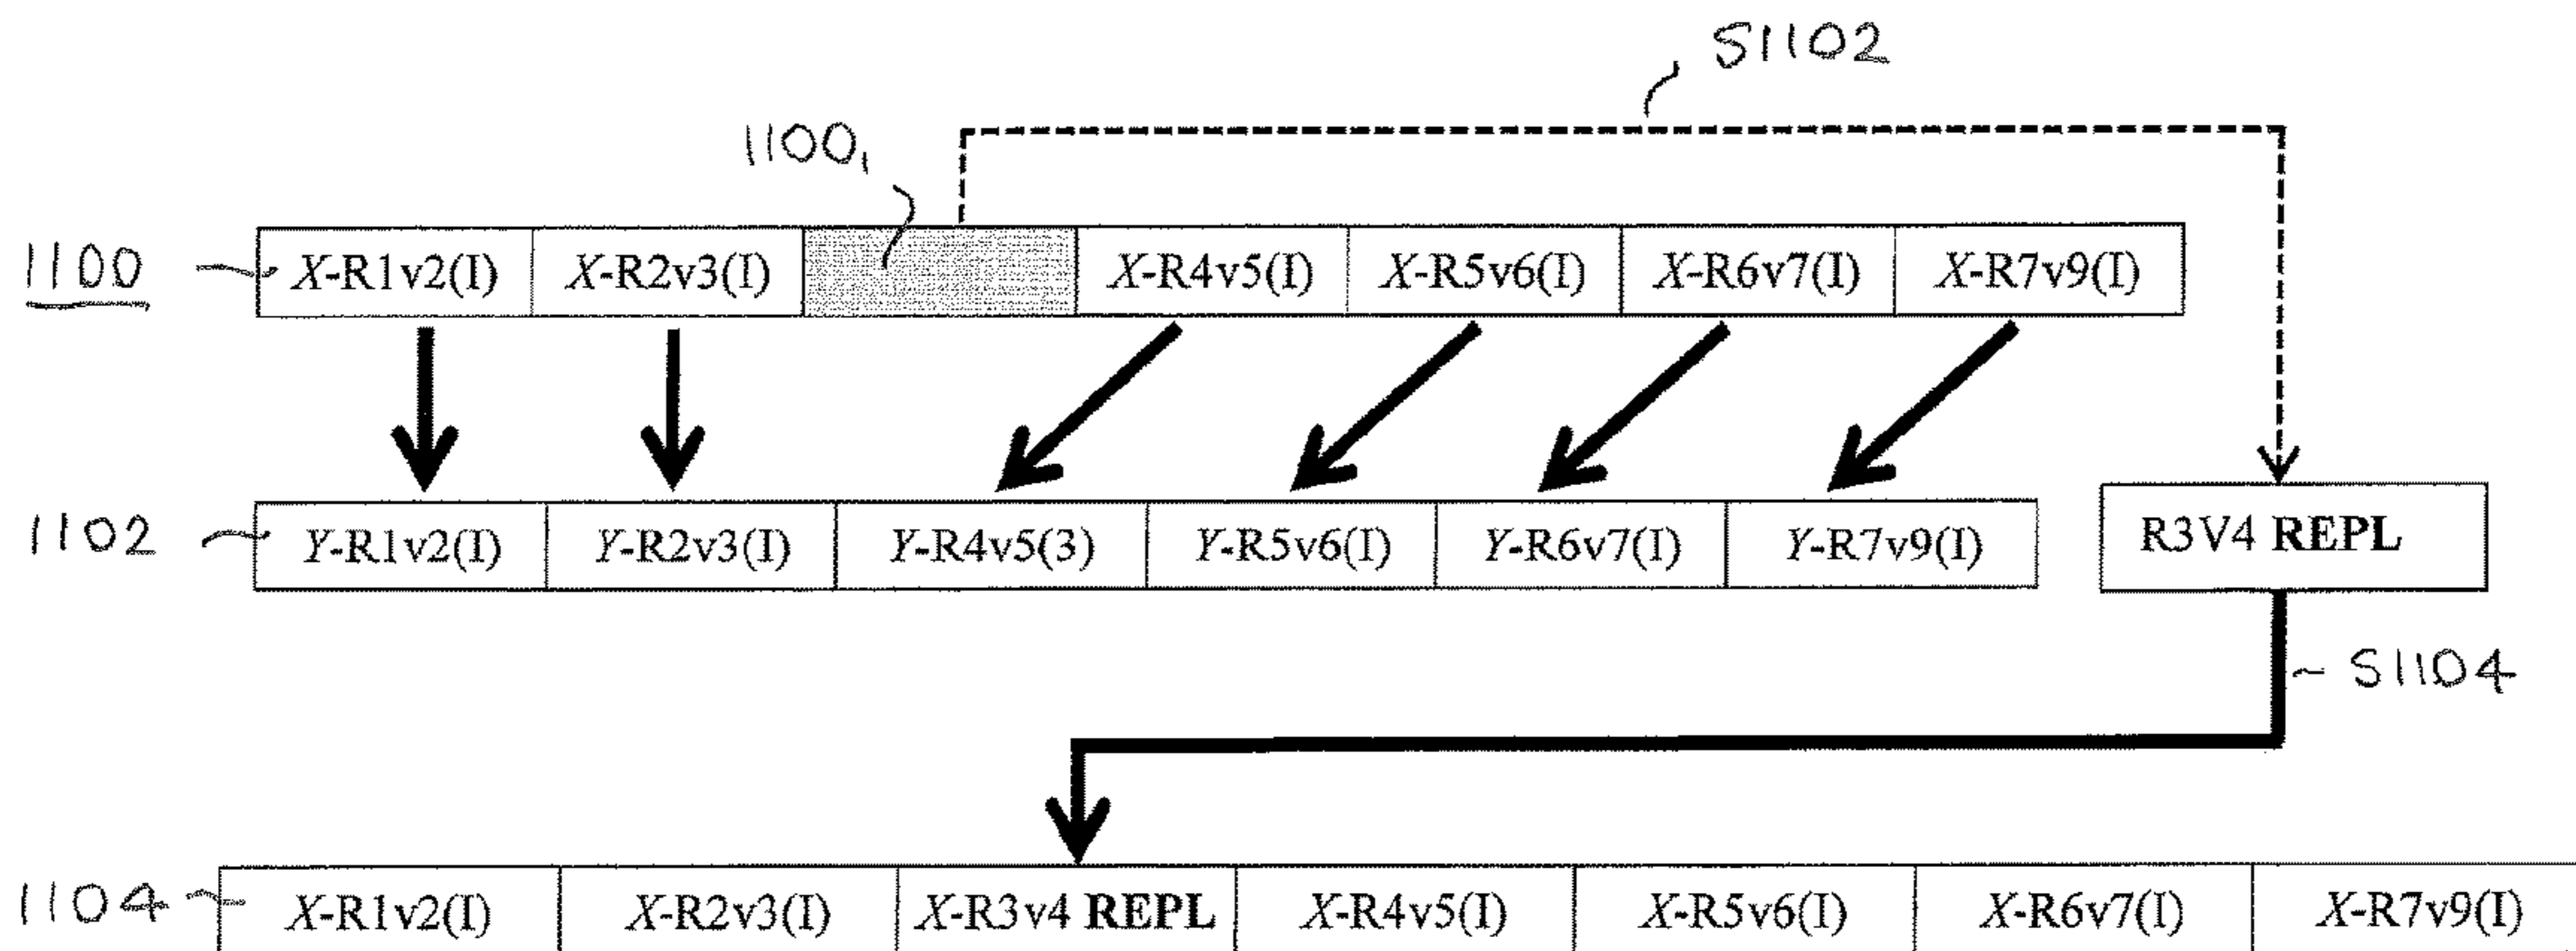 S1102
1100₁
1100 X-R1v2(I) X-R2v3(I) X-R4v5(I) X-R5v6(I) X-R6v7(I) X-R7v9(I)
1102 Y-R1v2(I) Y-R2v3(I) Y-R4v5(3) Y-R5v6(I) Y-R6v7(I) Y-R7v9(I) R3V4 REPL
S1104
1104 X-R1v2(I) X-R2v3(I) X-R3v4 REPL X-R4v5(I) X-R5v6(I) X-R6v7(I) X-R7v9(I)